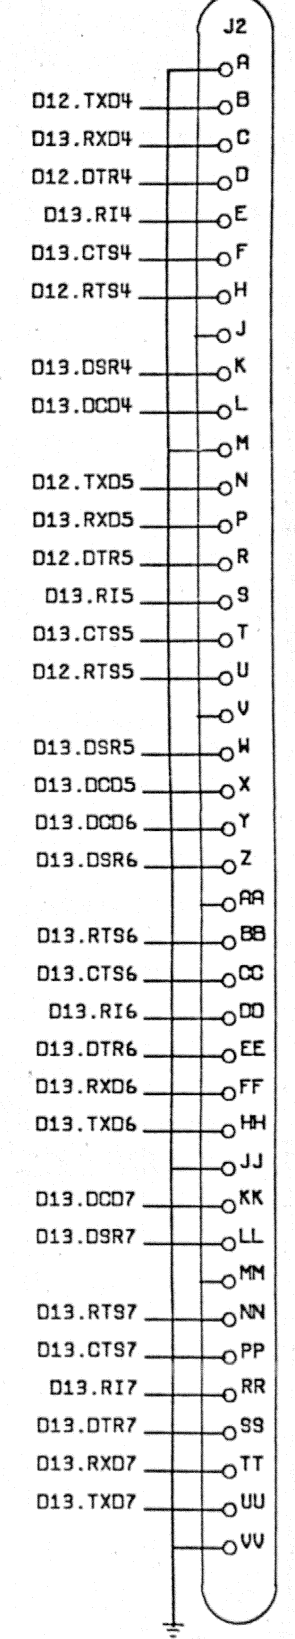 J2
A
D12.TXD4 B
D13.RXD4 C
D12.DTR4 D
D13.RI4 E
D13.CTS4 F
D12.RTS4 H
J
D13.DSR4 K
D13.DCD4 L
M
D12.TXD5 N
D13.RXD5 P
D12.DTR5 R
D13.RI5 S
D13.CTS5 T
D12.RTS5 U
V
D13.DSR5 W
D13.DCD5 X
D13.DCD6 Y
D13.DSR6 Z
AA
D13.RTS6 BB
D13.CTS6 CC
D13.RI6 DD
D13.DTR6 EE
D13.RXD6 FF
D13.TXD6 HH
JJ
D13.DCD7 KK
D13.DSR7 LL
MM
D13.RTS7 NN
D13.CTS7 PP
D13.RI7 RR
D13.DTR7 SS
D13.RXD7 TT
D13.TXD7 UU
VV